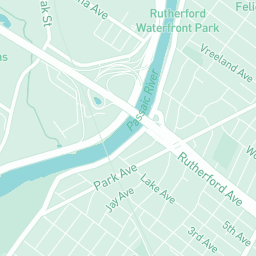 Rutherford
Waterfront Park
Vreeland Ave
Passaic River
Park Ave
Lake Ave
Jay Ave
Rutherford Ave
3rd Ave
5th Ave